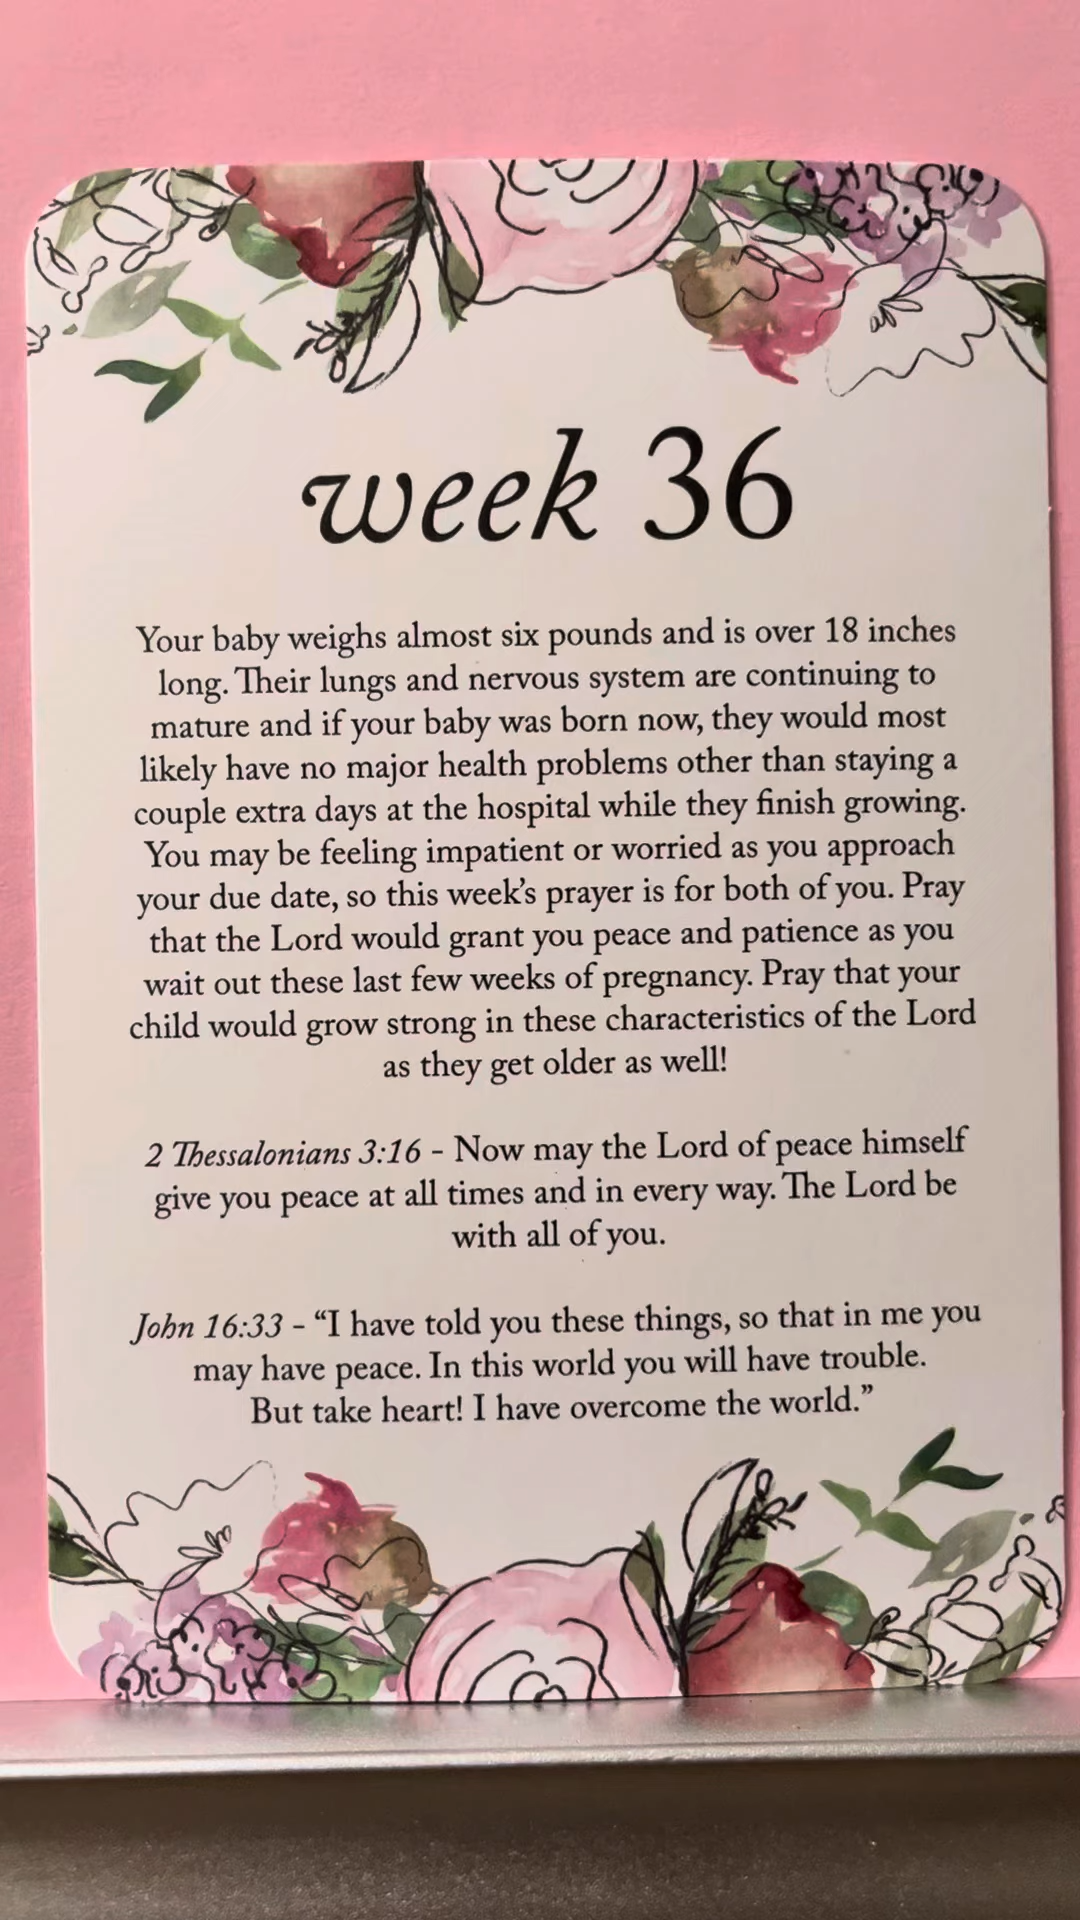 week 36
Your baby weighs almost six pounds and is over 18 inches
long. Their lungs and nervous system are continuing to
mature and if your baby was born now, they would most
likely have no major health problems other than staying a
couple extra days at the hospital while they finish growing.
You may be feeling impatient or worried as you approach
your due date, so this week’s prayer is for both of you. Pray
that the Lord would grant you peace and patience as you
wait out these last few weeks of pregnancy. Pray that your
child would grow strong in these characteristics of the Lord
as they get older as well!
2 Thessalonians 3:16 - Now may the Lord of peace himself
give you peace at all times and in every way. The Lord be
with all of you.
John 16:33 - “I have told you these things, so that in me you
may have peace. In this world you will have trouble.
But take heart! I have overcome the world.”